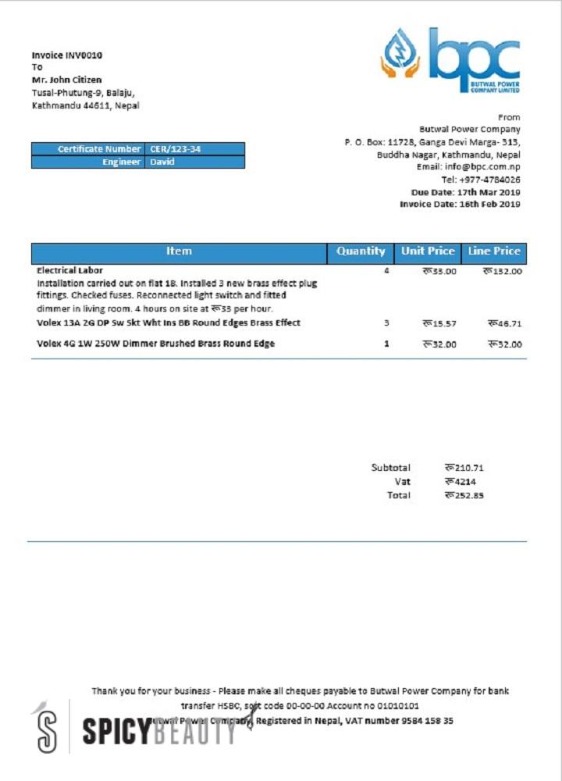 Invoice INV0010
To
Mr. John Citizen
Tusal-Phutung-9, Balaju,
Kathmandu 44611, Nepal
bpc
BUTWAL POWER
COMPANY LIMITED
From
Butwal Power Company
P. O. Box: 11728, Ganga Devi Marga- 313,
Buddha Nagar, Kathmandu, Nepal
Email: info@bpc.com.np
Tel: +977-4784026
Due Date: 17th Mar 2019
Invoice Date: 16th Feb 2019
Certificate Number CER/123-34
Engineer David
Item Quantity Unit Price Line Price
Electrical Labor 4 रू33.00 रू132.00
Installation carried out on flat 1B. Installed 3 new brass effect plug
fittings. Checked fuses. Reconnected light switch and fitted
dimmer in living room. 4 hours on site at रू33 per hour.
Volex 13A 2G DP Sw Skt Wht Ins BB Round Edges Brass Effect 3 रू15.57 रू46.71
Volex 4G 1W 250W Dimmer Brushed Brass Round Edge 1 रू32.00 रू32.00
Subtotal रू210.71
Vat रू4214
Total रू252.85
Thank you for your business - Please make all cheques payable to Butwal Power Company for bank
transfer HSBC, sort code 00-00-00 Account no 01010101
Butwal Power Company, Registered in Nepal, VAT number 9584 158 35
SPICYBEAUTY